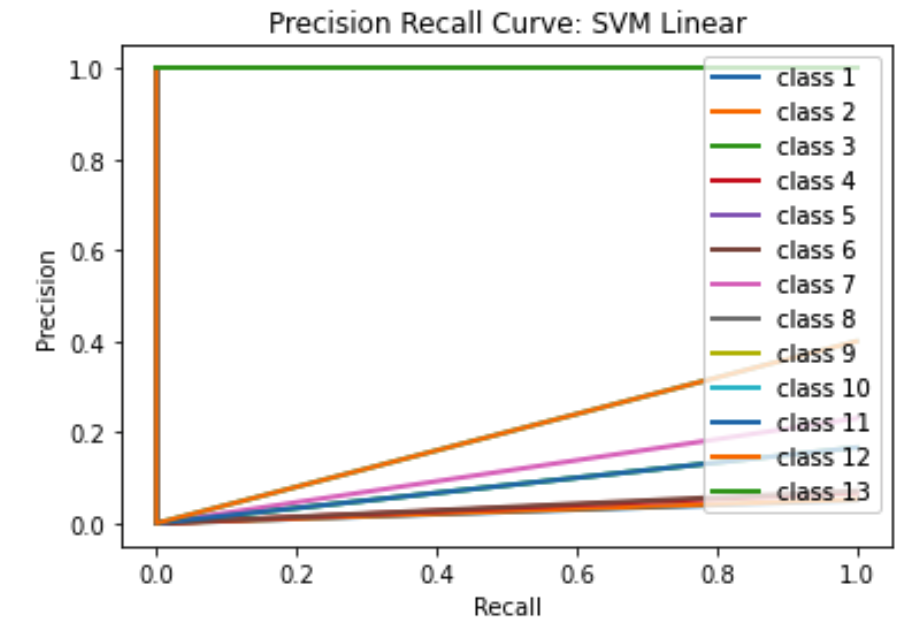 Precision Recall Curve: SVM Linear
1.0
0.8
0.6
0.4
0.2
0.0
Precision
class 1
class 2
class 3
class 4
class 5
class 6
class 7
class 8
class 9
class 10
class 11
class 12
class 13
0.0 0.2 0.4 0.6 0.8 1.0
Recall